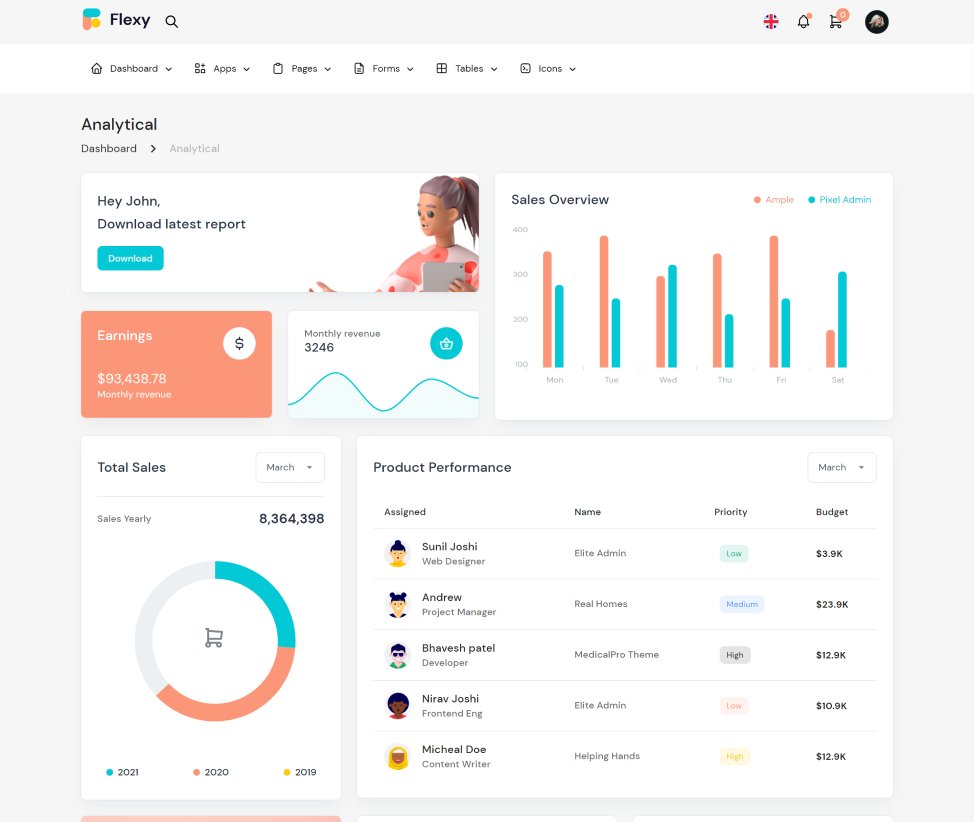 Flexy
0
Dashboard Apps Pages Forms Tables Icons
Analytical
Dashboard Analytical
Hey John,
Download latest report
Download
Earnings
$
$93,438.78
Monthly revenue
Monthly revenue
3246
Sales Overview
Ample Pixel Admin
400
300
200
100
Mon Tue Wed Thu Fri Sat
Total Sales
March
Sales Yearly 8,364,398
2021 2020 2019
Product Performance
March
Assigned Name Priority Budget
Sunil Joshi
Web Designer
Elite Admin Low $3.9K
Andrew
Project Manager
Real Homes Medium $23.9K
Bhavesh patel
Developer
MedicalPro Theme High $12.9K
Nirav Joshi
Frontend Eng
Elite Admin Low $10.9K
Micheal Doe
Content Writer
Helping Hands High $12.9K